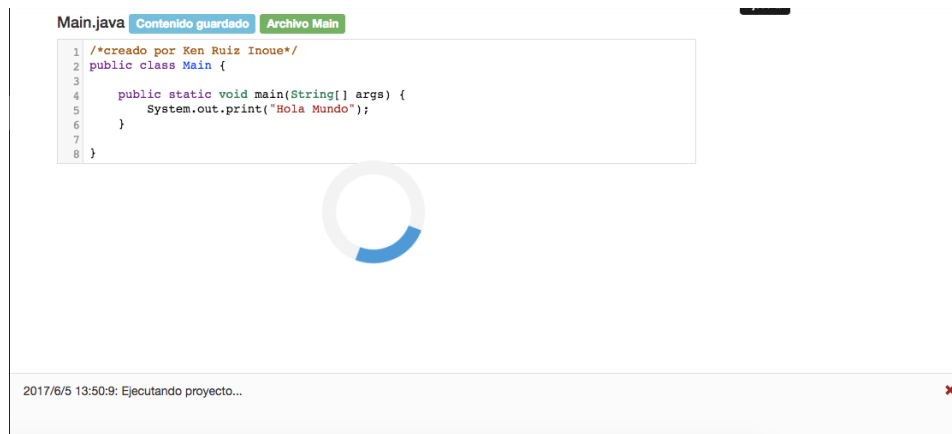 Main.java Contenido guardado Archivo Main
1 /*creado por Ken Ruiz Inoue*/
2 public class Main {
3
4     public static void main(String[] args) {
5         System.out.print("Hola Mundo");
6     }
7
8 }
2017/6/5 13:50:9: Ejecutando proyecto...